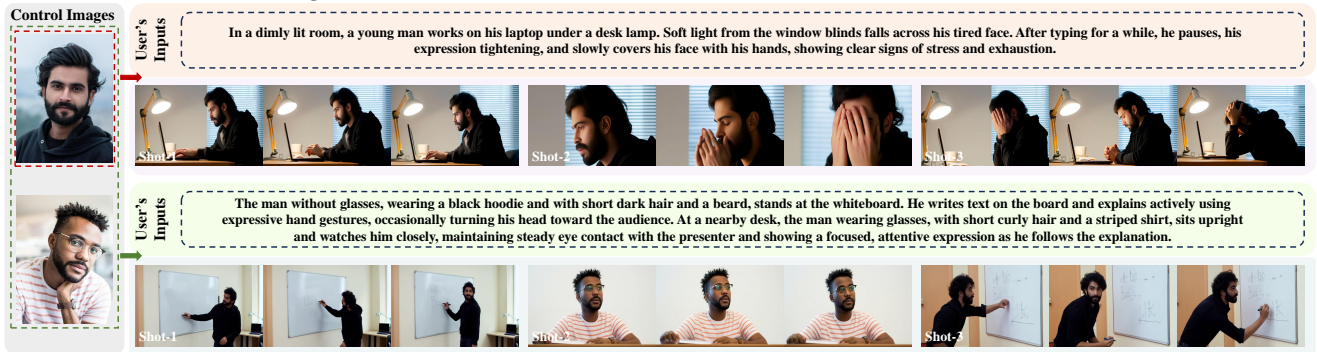 Control Images
User's
Inputs
In a dimly lit room, a young man works on his laptop under a desk lamp. Soft light from the window blinds falls across his tired face. After typing for a while, he pauses, his
expression tightening, and slowly covers his face with his hands, showing clear signs of stress and exhaustion.
Shot-1
Shot-2
Shot-3
User's
Inputs
The man without glasses, wearing a black hoodie and with short dark hair and a beard, stands at the whiteboard. He writes text on the board and explains actively using
expressive hand gestures, occasionally turning his head toward the audience. At a nearby desk, the man wearing glasses, with short curly hair and a striped shirt, sits upright
and watches him closely, maintaining steady eye contact with the presenter and showing a focused, attentive expression as he follows the explanation.
Shot-1
Shot-2
Shot-3